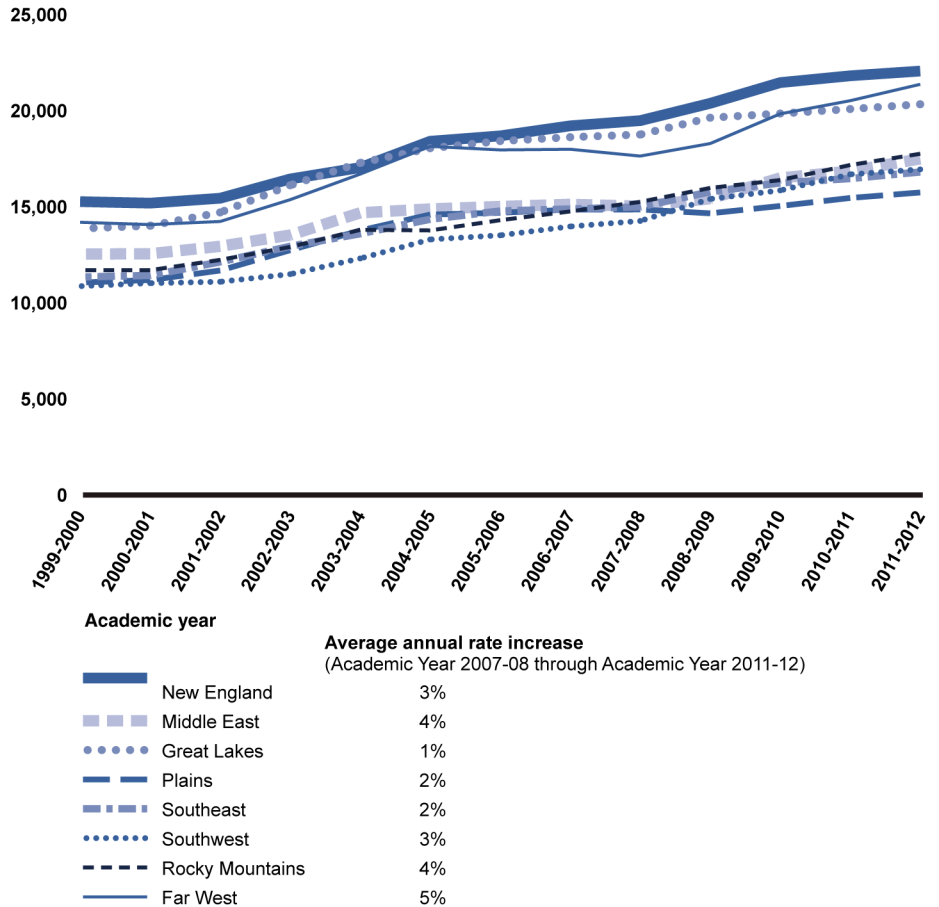 25,000
20,000
15,000
10,000
5,000
0
1999-2000
2000-2001
2001-2002
2002-2003
2003-2004
2004-2005
2005-2006
2006-2007
2007-2008
2008-2009
2009-2010
2010-2011
2011-2012
Academic year
Average annual rate increase
(Academic Year 2007-08 through Academic Year 2011-12)
New England 3%
Middle East 4%
Great Lakes 1%
Plains 2%
Southeast 2%
Southwest 3%
Rocky Mountains 4%
Far West 5%